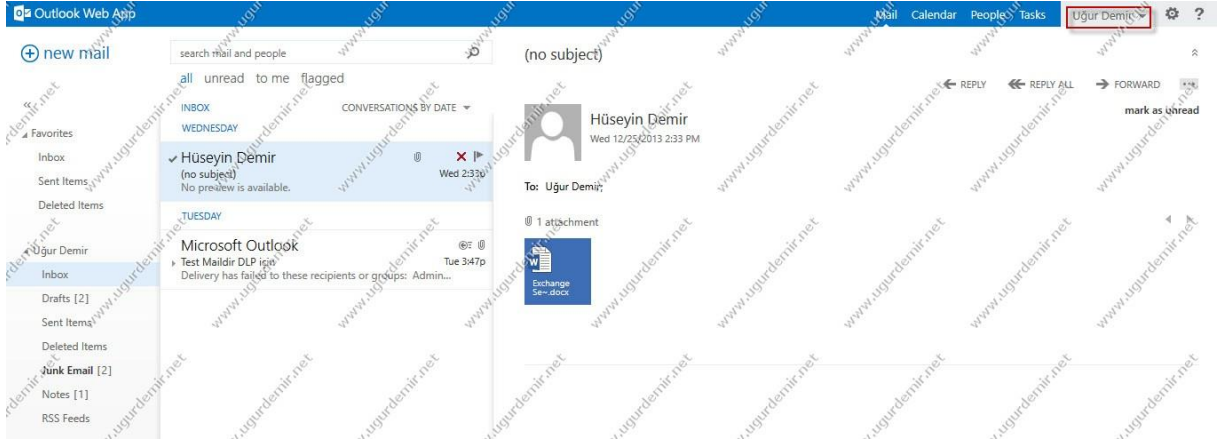 Outlook Web App
Mail Calendar People Tasks Uğur Demir ?
new mail
search mail and people
all unread to me flagged
INBOX CONVERSATIONS BY DATE
WEDNESDAY
Hüseyin Demir
(no subject) Wed 2:33p
No preview is available.
TUESDAY
Microsoft Outlook
Test Maildir DLP için Tue 3:47p
Delivery has failed to these recipients or groups: Admin...
Favorites
Inbox
Sent Items
Deleted Items
Uğur Demir
Inbox
Drafts [2]
Sent Items
Deleted Items
Junk Email [2]
Notes [1]
RSS Feeds
(no subject)
REPLY REPLY ALL FORWARD
mark as unread
Hüseyin Demir
Wed 12/25/2013 2:33 PM
To: Uğur Demir;
1 attachment
Exchange
Se~.docx
www.ugurdemir.net